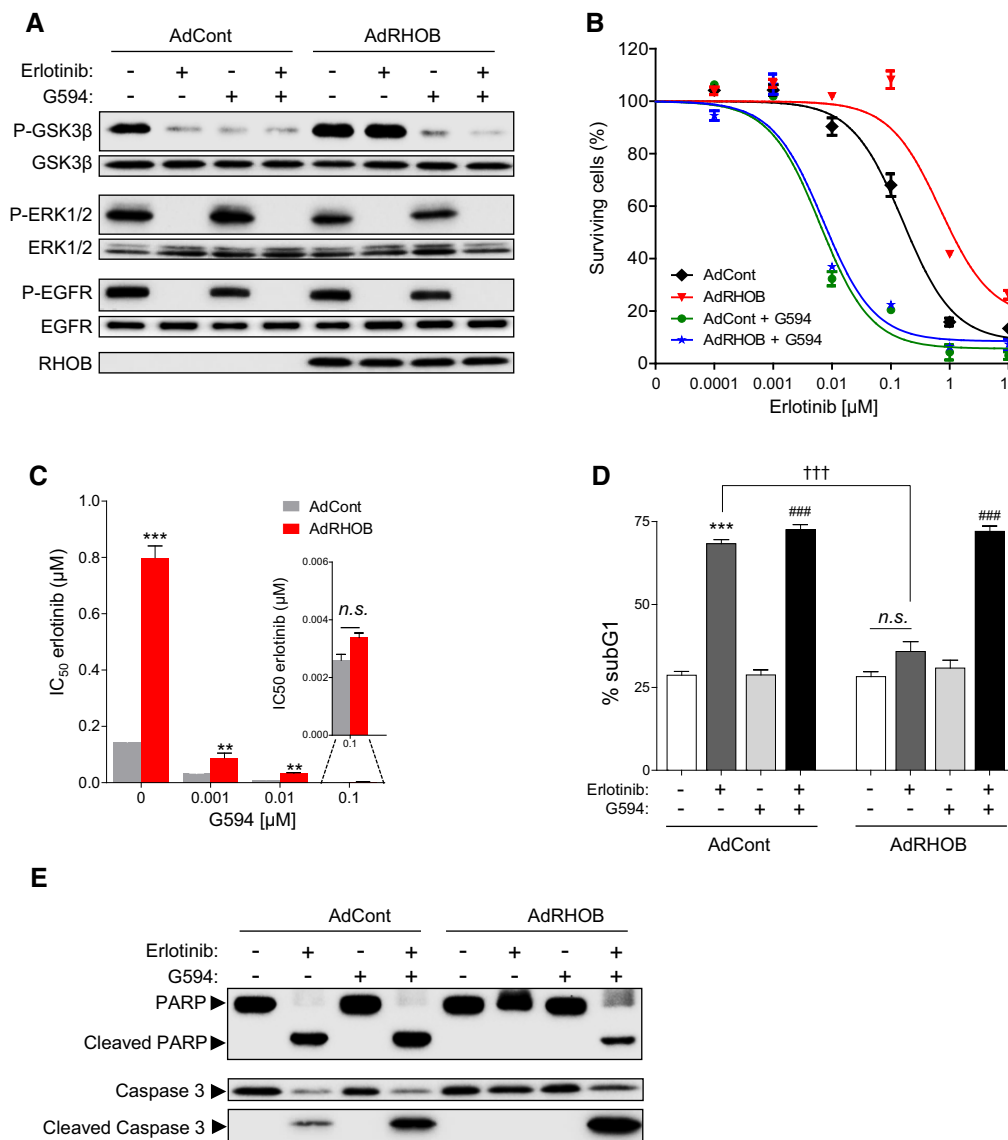 A
AdCont AdRHOB
Erlotinib: - + - + - + - +
G594: - - + + - - + +
P-GSK3β
GSK3β
P-ERK1/2
ERK1/2
P-EGFR
EGFR
RHOB
B
120
100
80
60
40
20
0
Surviving cells (%)
AdCont
AdRHOB
AdCont + G594
AdRHOB + G594
0 0.0001 0.001 0.01 0.1 1
Erlotinib [µM]
C
1.0
0.8
0.6
0.4
0.2
0.0
IC50 erlotinib (µM)
AdCont
AdRHOB
***
**
**
0.006
0.004
0.002
0.000
IC50 erlotinib (µM)
n.s.
0.1
0 0.001 0.01 0.1
G594 [µM]
D
†††
75
50
25
0
% subG1
*** ### n.s. ###
Erlotinib: - + - + - + - +
G594: - - + + - - + +
AdCont AdRHOB
E
AdCont AdRHOB
Erlotinib: - + - + - + - +
G594: - - + + - - + +
PARP
Cleaved PARP
Caspase 3
Cleaved Caspase 3